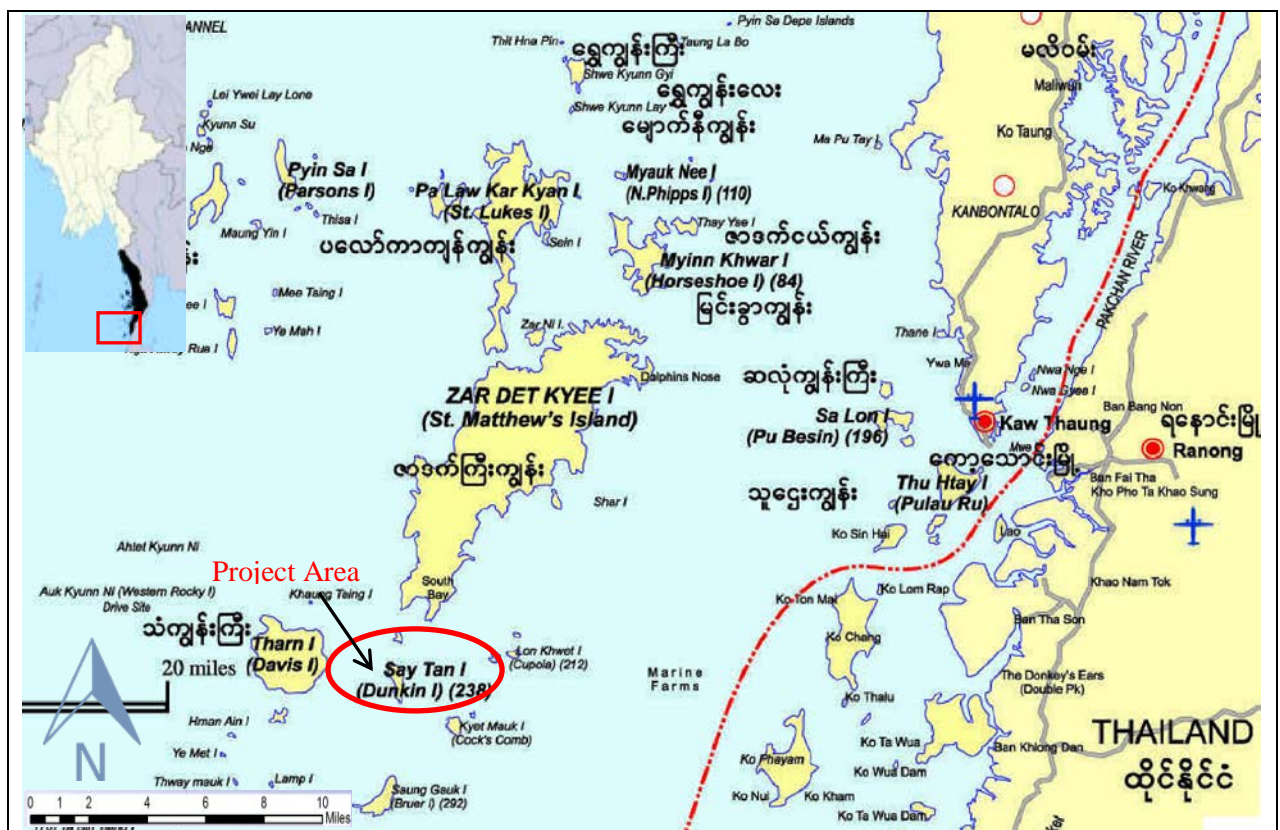 ANNEL
Pyin Sa Depe Islands
Thit Hna Pin
ရွှေကျွန်းကြီး
Taung La Bo
Shwe Kyunn Gyi
မလိဝမ်း
Maliwun
Lei Ywei Lay Lone
ရွှေကျွန်းလေး
Shwe Kyunn Lay
Kyunn Su
မျောက်နီကျွန်း
Ko Taung
Ma Pu Tay I
Nge
Pyin Sa I
(Parsons I)
Pa Law Kar Kyan I
(St. Lukes I)
Myauk Nee I
(N.Phipps I) (110)
Ko Khwang
KANBONTALO
Thisa I
Maung Yin I
Thay Yae I
ဇာဒက်ငယ်ကျွန်း
ပလော်ကာကျန်ကျွန်း
Sein I
Myinn Khwar I
(Horseshoe I) (84)
PAKCHAN RIVER
Mee Taing I
မြင်းခွာကျွန်း
Ye Mah I
Zar Ni I.
Thane I
Rua I
Ywa Ma
Dolphins Nose
ဆလုံကျွန်းကြီး
Nwa Nge I
Nwa Gyee I
ZAR DET KYEE I
(St. Matthew's Island)
Sa Lon I
(Pu Besin) (196)
Kaw Thaung
Ban Bang Non
ရနောင်းမြို့
Ranong
ကော့သောင်းမြို့
ဇာဒက်ကြီးကျွန်း
Thu Htay I
(Pulau Ru)
သူဌေးကျွန်း
Ban Fai Tha
Kho Pho Ta Khao Sung
Shar I
Ko Sin Hai
Lao
Ahtet Kyunn Ni
Project Area
South
Bay
Khao Nam Tok
Auk Kyunn Ni (Western Rocky I)
Drive Site
Khaung Taing I
Ko Ton Mai
Ko Lom Rap
Ban Tha Son
သံကျွန်းကြီး
Tharn I
(Davis I)
20 miles
Say Tan I
(Dunkin I) (238)
Lon Khwet I
(Cupola) (212)
Ko Chang
Marine
Farms
The Donkey's Ears
(Double Pk)
Ko Thalu
Hman Ain I
Kyet Mauk I
(Cock's Comb)
THAILAND
ထိုင်နိုင်ငံ
N
Ye Met I
Ko Ta Wua
Ban Khlong Dan
Ko Phayam
Ko Wua Dam
Thway mauk I
Lamp I
Saung Gauk I
(Bruer I) (292)
Ko Nui
Ko Kham
Ko Ta Wua Dam
0 1 2 4 6 8 10
Miles